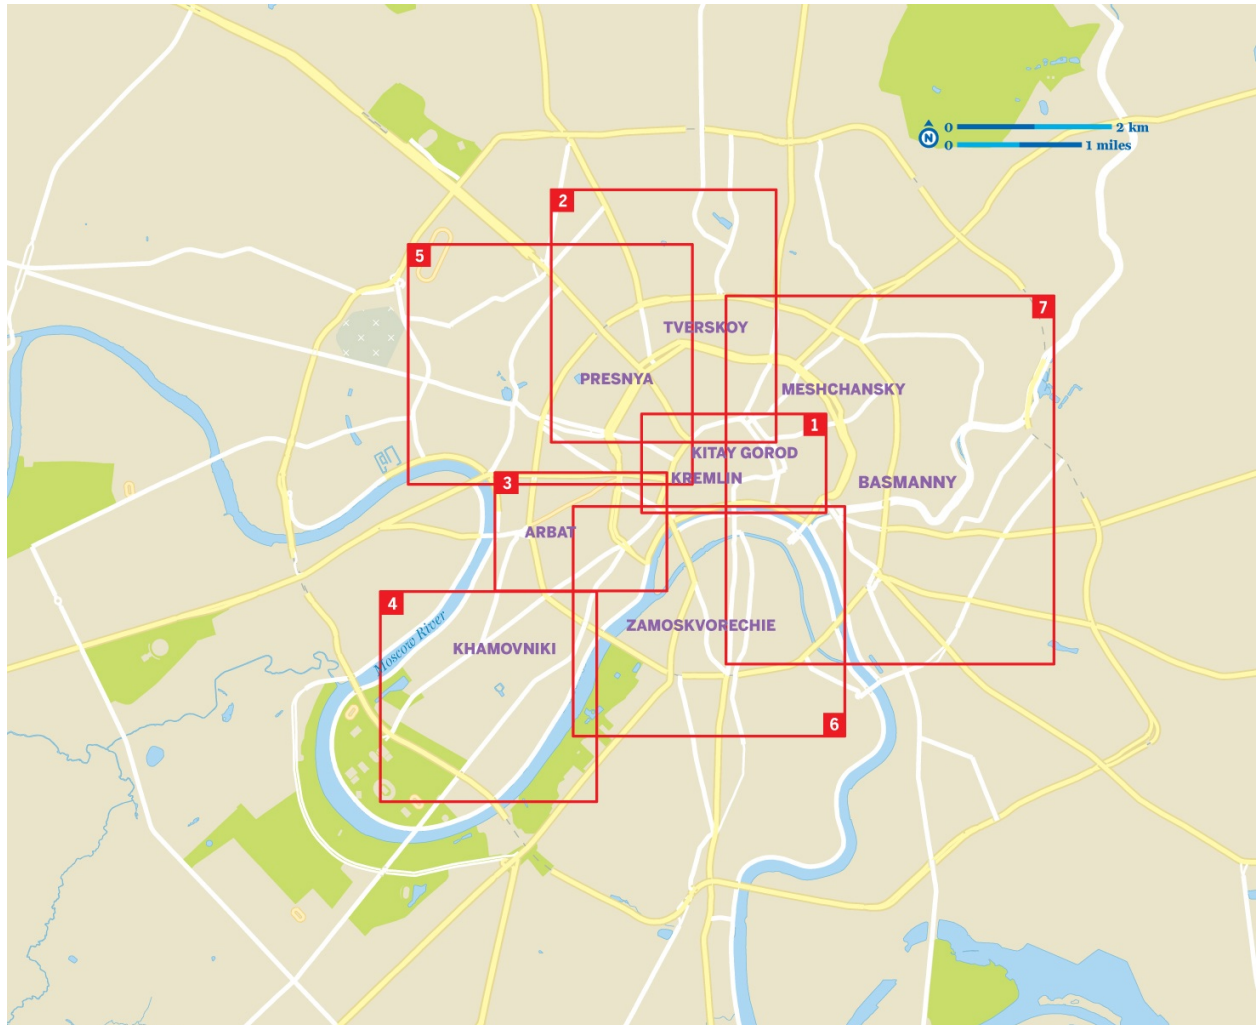 0 2 km
N 0 1 miles
2
5
7
TVERSKOY
PRESNYA
MESHCHANSKY
1
KITAY GOROD
KREMLIN
3
BASMANNY
ARBAT
4
ZAMOSKVORECHIE
Moscow River
KHAMOVNIKI
6